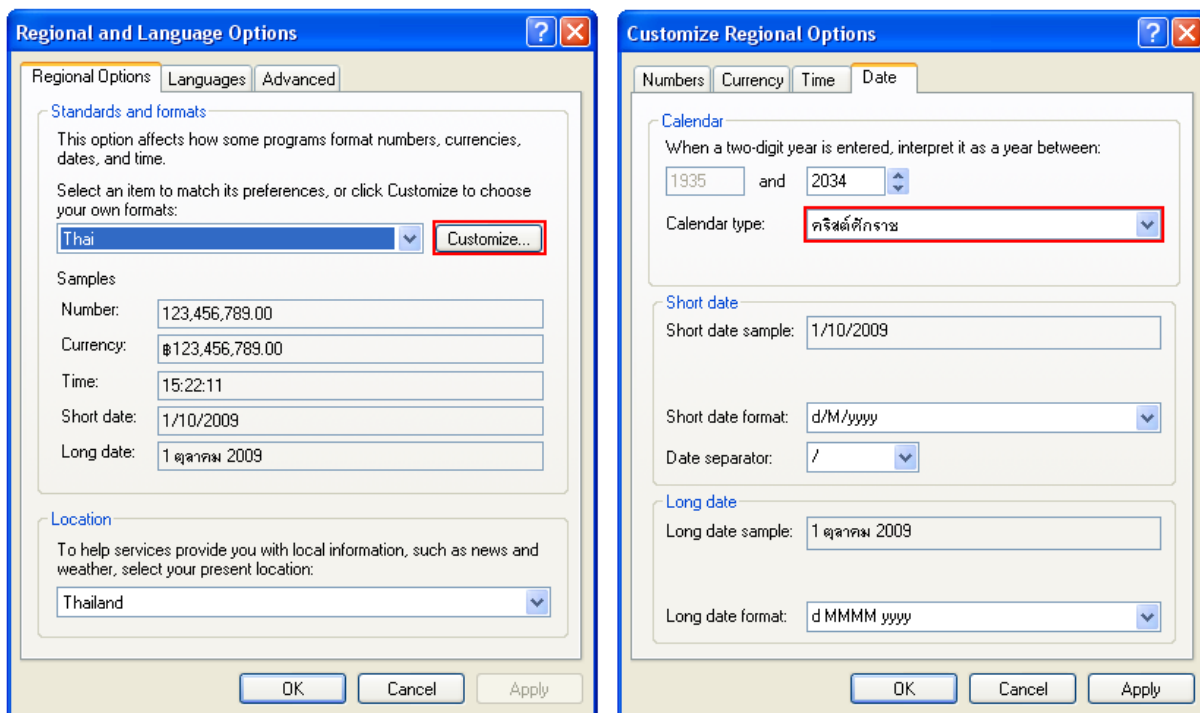 Regional and Language Options
Regional Options Languages Advanced
Standards and formats
This option affects how some programs format numbers, currencies,
dates, and time.
Select an item to match its preferences, or click Customize to choose
your own formats:
Thai
Customize...
Samples
Number: 123,456,789.00
Currency: ฿123,456,789.00
Time: 15:22:11
Short date: 1/10/2009
Long date: 1 ตุลาคม 2009
Location
To help services provide you with local information, such as news and
weather, select your present location:
Thailand
OK Cancel Apply
Customize Regional Options
Numbers Currency Time Date
Calendar
When a two-digit year is entered, interpret it as a year between:
1935 and 2034
Calendar type: คริสต์ศักราช
Short date
Short date sample: 1/10/2009
Short date format: d/M/yyyy
Date separator: /
Long date
Long date sample: 1 ตุลาคม 2009
Long date format: d MMMM yyyy
OK Cancel Apply